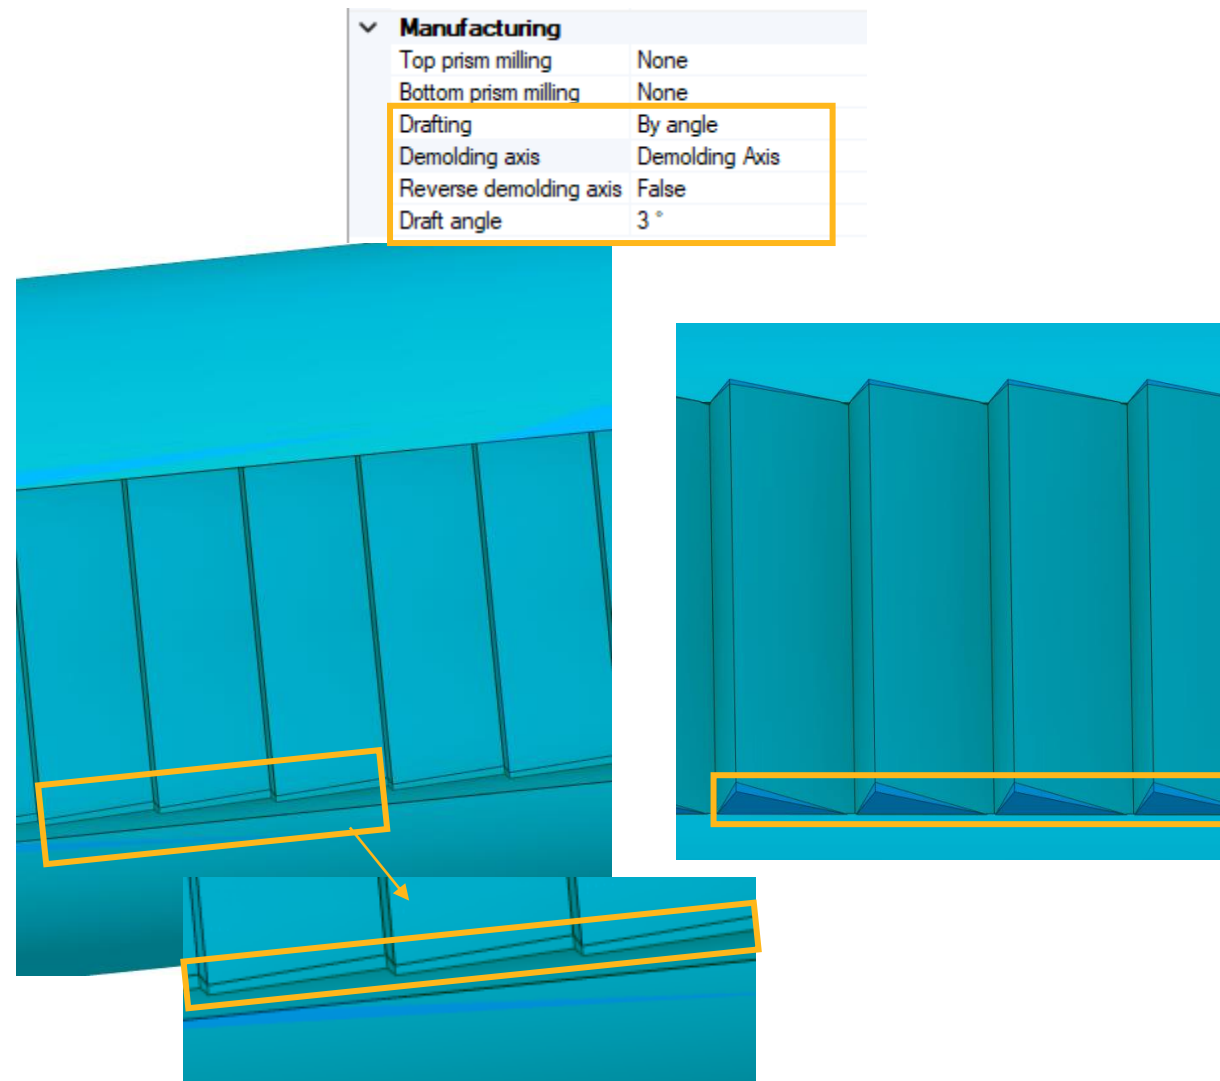 Manufacturing
Top prism milling None
Bottom prism milling None
Drafting By angle
Demolding axis Demolding Axis
Reverse demolding axis False
Draft angle 3 °